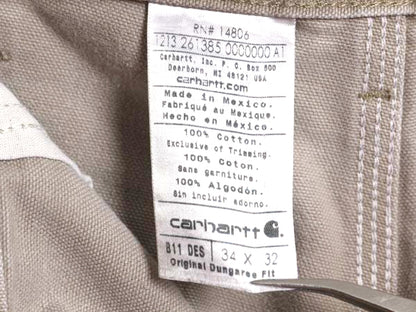 RN# 14806
1213 261385 0000000 A1
Carhartt, Inc. P. O. Box 600
Dearborn, MI 48121 USA
carhartt.com
Made in Mexico.
Fabriqué au Mexique.
Hecho en México.
100% Cotton.
Exclusive of Trimming.
100% Coton.
Sans garniture.
100% Algodón.
Sin incluir adorno.
carhartt
B11 DES 34 X 32
Original Dungaree Fit